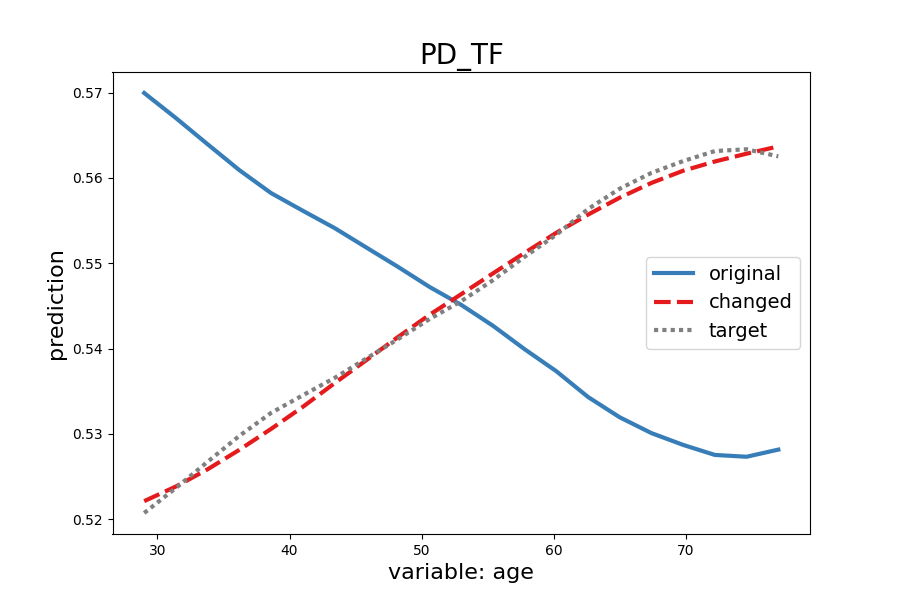 PD_TF
0.57
0.56
0.55
0.54
0.53
0.52
prediction
original
changed
target
30 40 50 60 70
variable: age